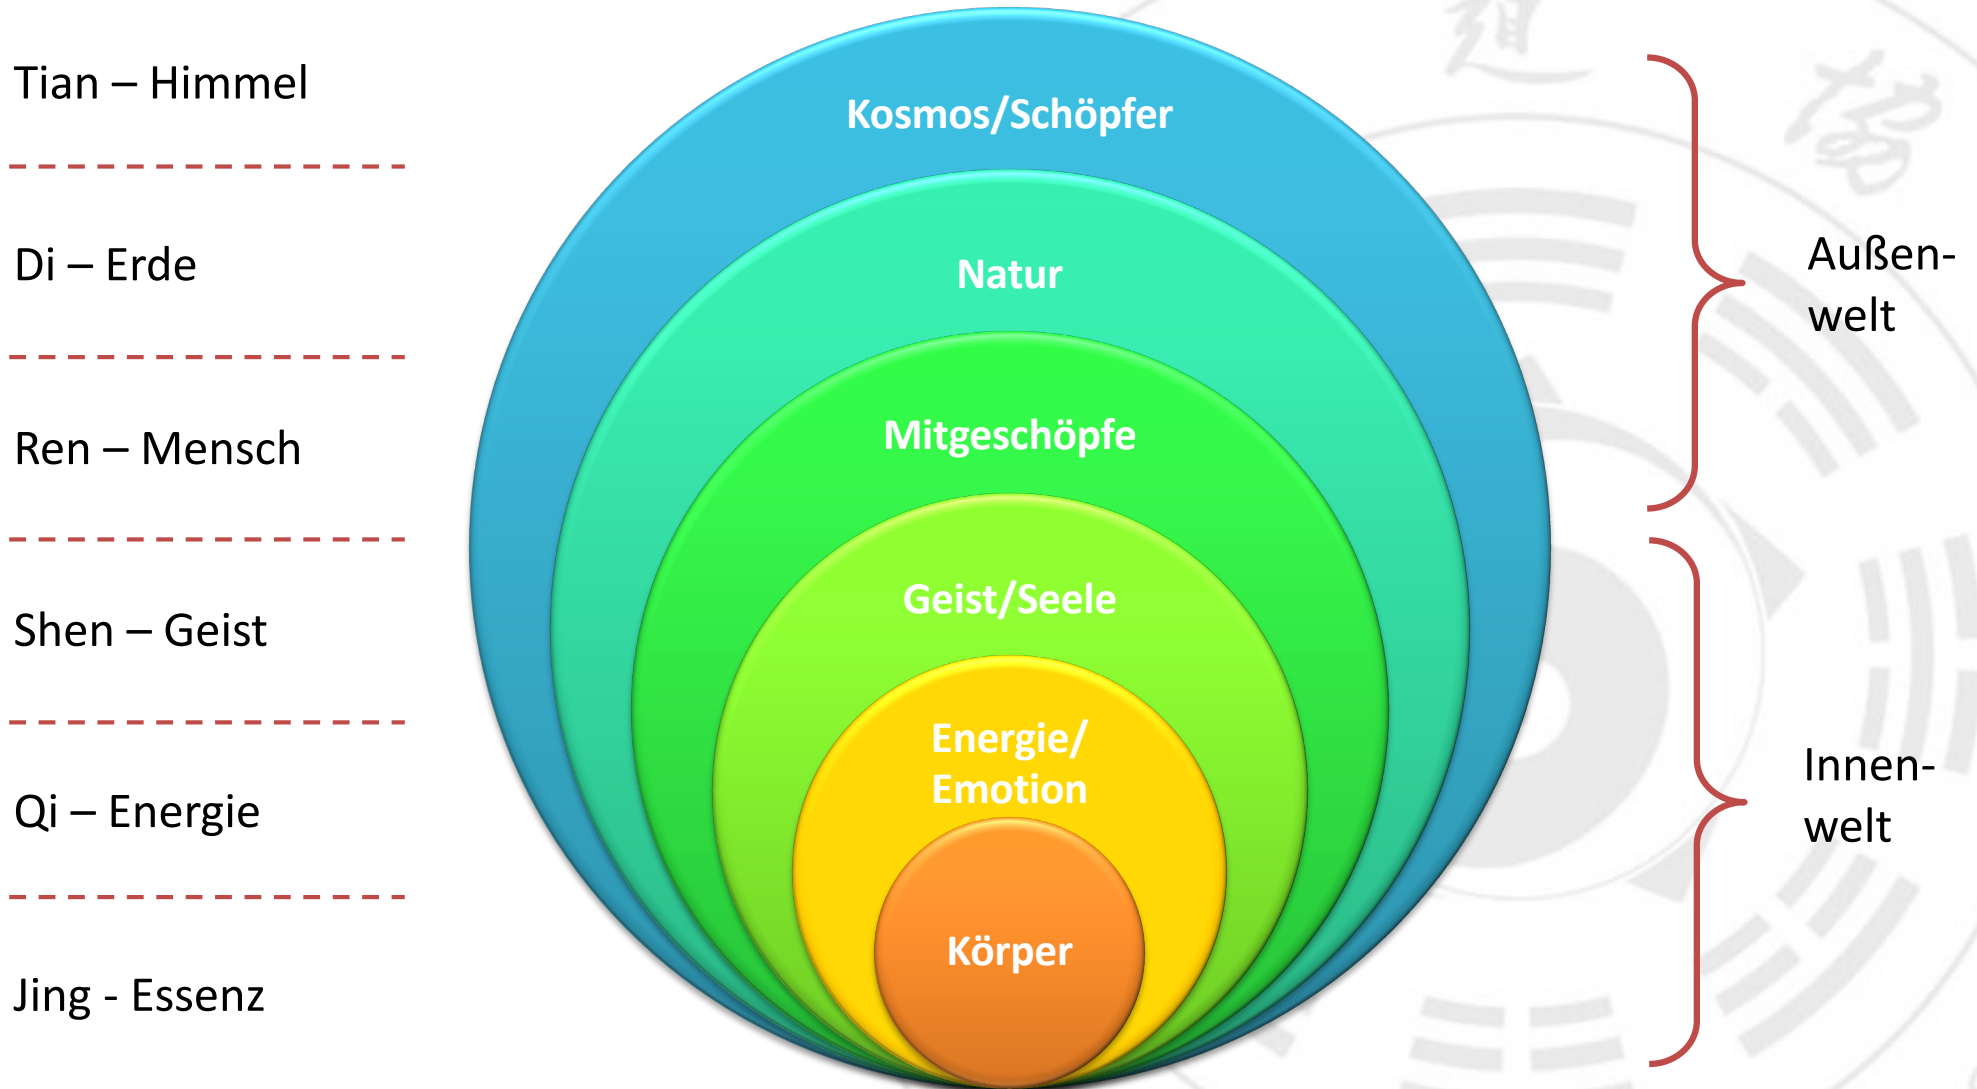 Tian – Himmel
Di – Erde
Ren – Mensch
Shen – Geist
Qi – Energie
Jing - Essenz
Kosmos/Schöpfer
Natur
Mitgeschöpfe
Geist/Seele
Energie/
Emotion
Körper
Außen-
welt
Innen-
welt
協